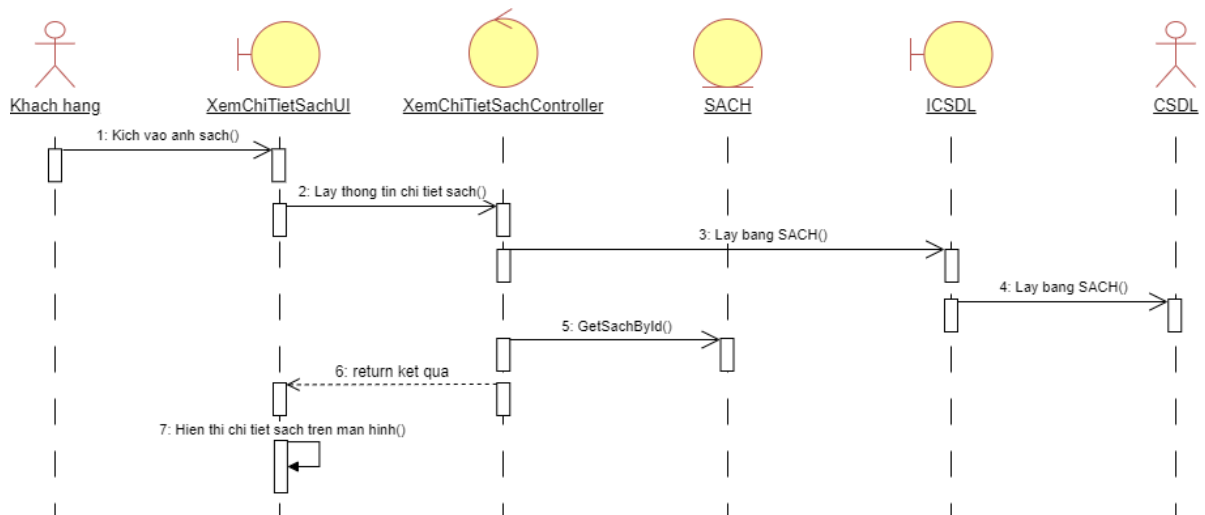 Khach hang
XemChiTietSachUI
XemChiTietSachController
SACH
ICSDL
CSDL
1: Kich vao anh sach()
2: Lay thong tin chi tiet sach()
3: Lay bang SACH()
4: Lay bang SACH()
5: GetSachById()
6: return ket qua
7: Hien thi chi tiet sach tren man hinh()